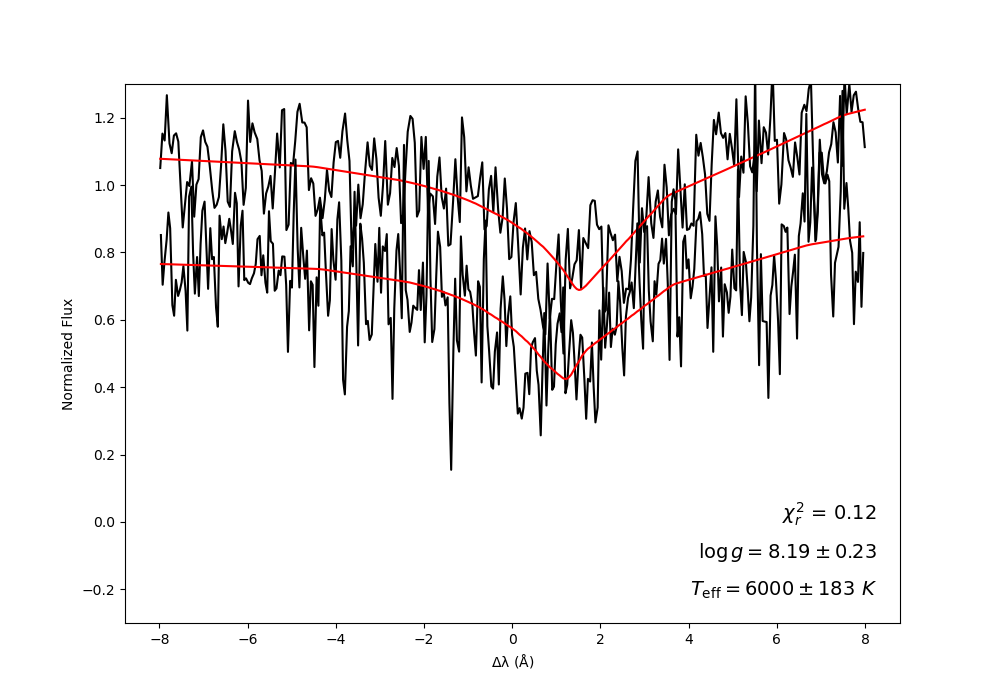 1.2
1.0
0.8
0.6
0.4
0.2
0.0
−0.2
Normalized Flux
χ²ᵣ = 0.12
log g = 8.19 ± 0.23
T_eff = 6000 ± 183 K
−8 −6 −4 −2 0 2 4 6 8
Δλ (Å)